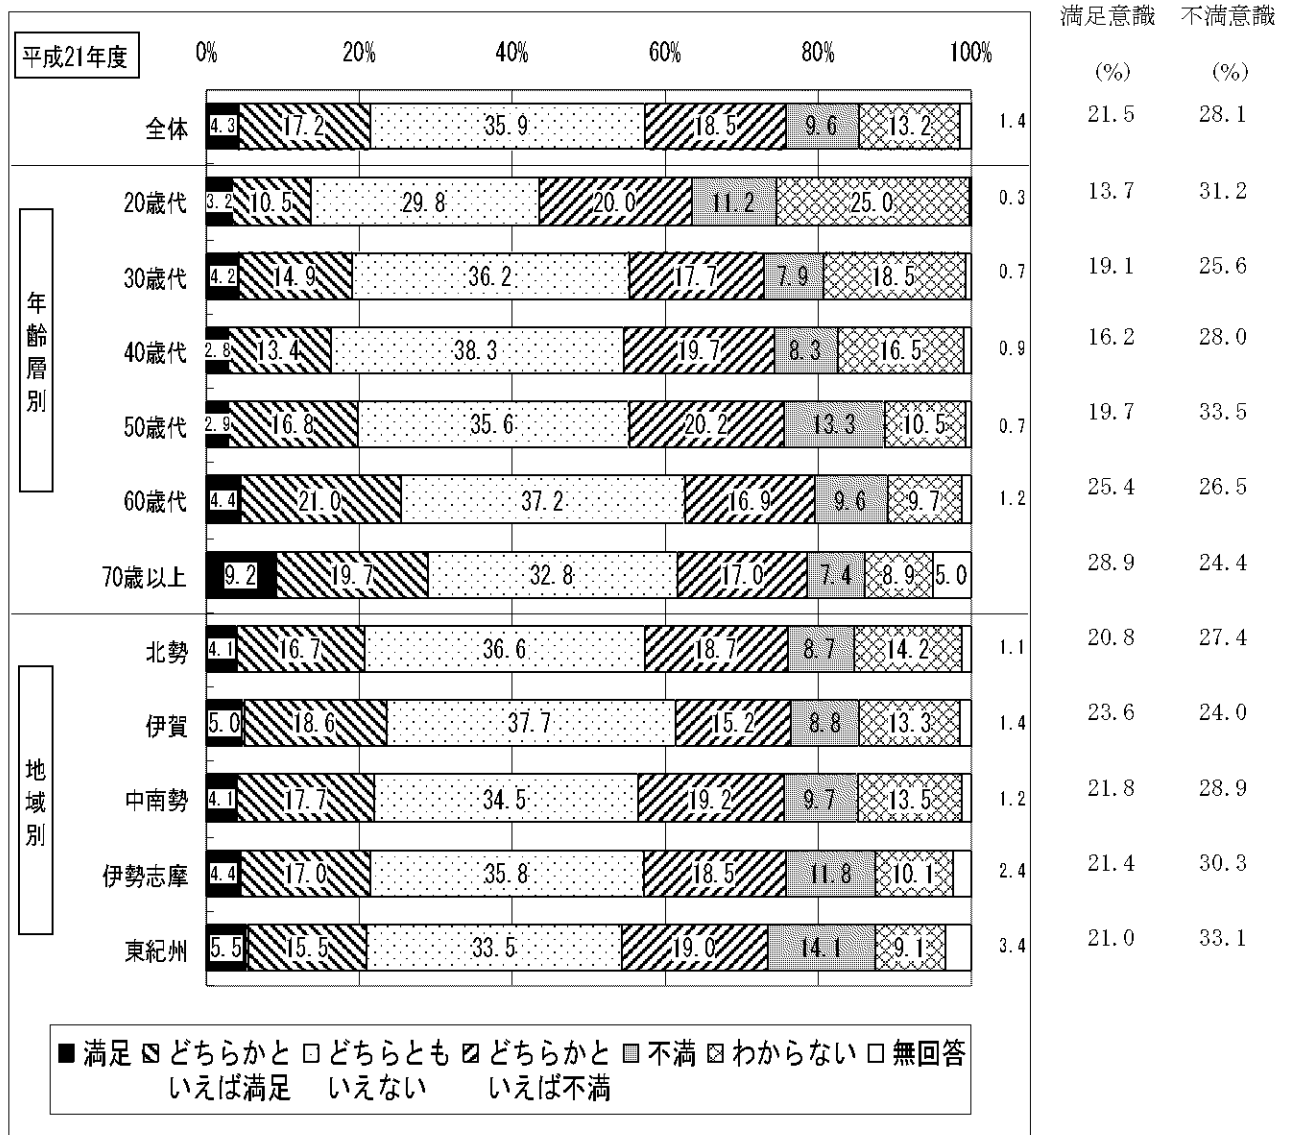 満足意識 不満意識
平成21年度 0% 20% 40% 60% 80% 100% (%) (%)
全体 4.3 17.2 35.9 18.5 9.6 13.2 1.4 21.5 28.1
年齢層別
20歳代 3.2 10.5 29.8 20.0 11.2 25.0 0.3 13.7 31.2
30歳代 4.2 14.9 36.2 17.7 7.9 18.5 0.7 19.1 25.6
40歳代 2.8 13.4 38.3 19.7 8.3 16.5 0.9 16.2 28.0
50歳代 2.9 16.8 35.6 20.2 13.3 10.5 0.7 19.7 33.5
60歳代 4.4 21.0 37.2 16.9 9.6 9.7 1.2 25.4 26.5
70歳以上 9.2 19.7 32.8 17.0 7.4 8.9 5.0 28.9 24.4
地域別
北勢 4.1 16.7 36.6 18.7 8.7 14.2 1.1 20.8 27.4
伊賀 5.0 18.6 37.7 15.2 8.8 13.3 1.4 23.6 24.0
中南勢 4.1 17.7 34.5 19.2 9.7 13.5 1.2 21.8 28.9
伊勢志摩 4.4 17.0 35.8 18.5 11.8 10.1 2.4 21.4 30.3
東紀州 5.5 15.5 33.5 19.0 14.1 9.1 3.4 21.0 33.1
満足 どちらかと どちらとも どちらかと 不満 わからない 無回答
いえば満足 いえない いえば不満